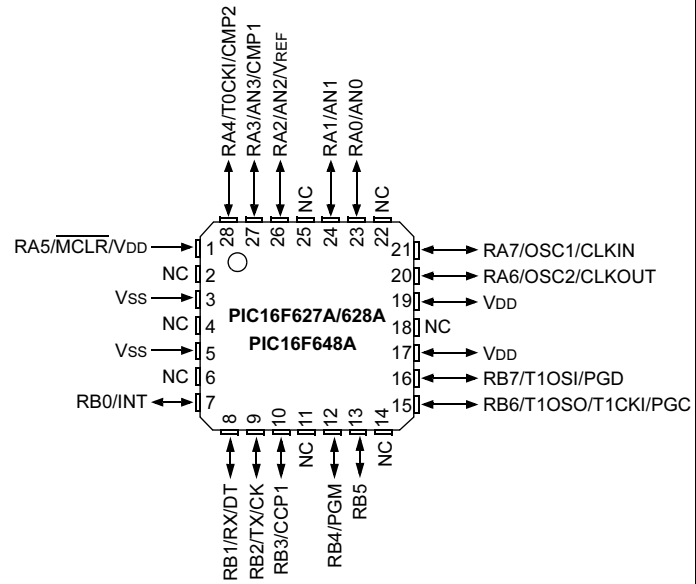 RA4/T0CKI/CMP2
RA3/AN3/CMP1
RA2/AN2/VREF
NC
RA1/AN1
RA0/AN0
NC
28
27
26
25
24
23
22
RA5/MCLR/VDD
1
NC
2
VSS
3
NC
4
VSS
5
NC
6
RB0/INT
7
PIC16F627A/628A
PIC16F648A
21
RA7/OSC1/CLKIN
20
RA6/OSC2/CLKOUT
19
VDD
18
NC
17
VDD
16
RB7/T1OSI/PGD
15
RB6/T1OSO/T1CKI/PGC
8
9
10
11
12
13
14
RB1/RX/DT
RB2/TX/CK
RB3/CCP1
NC
RB4/PGM
RB5
NC